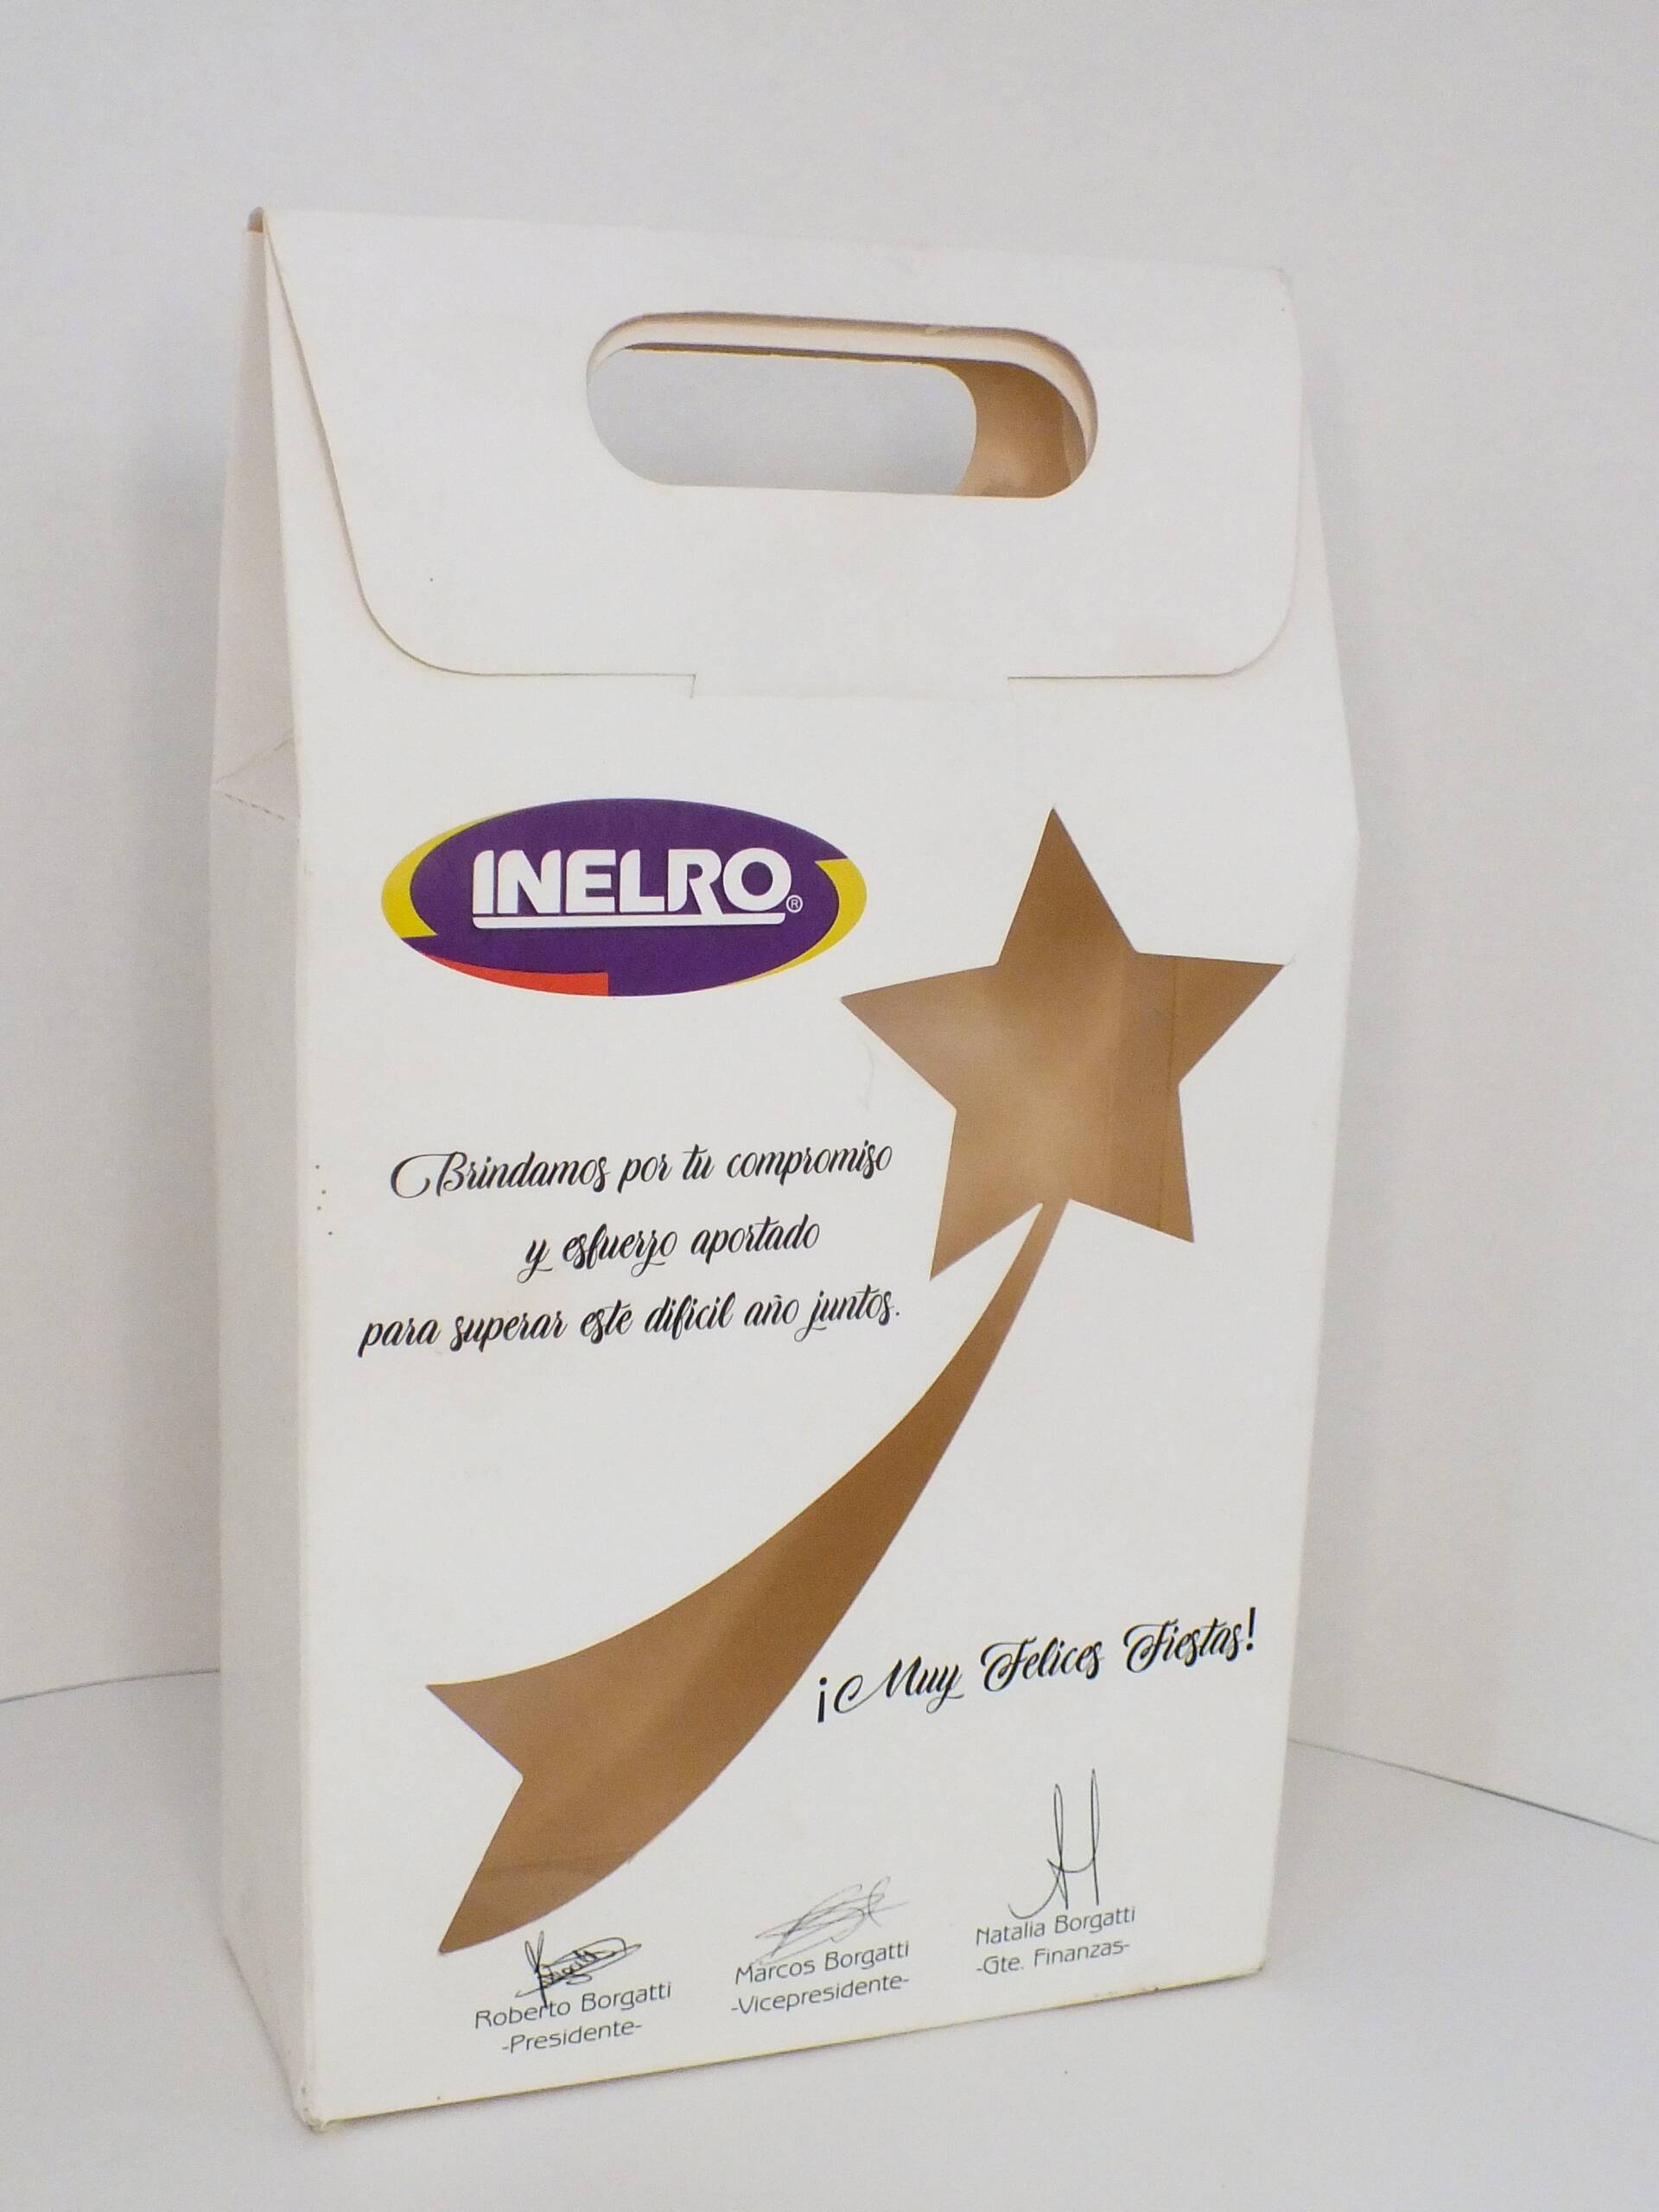 INELRO®
Brindamos por tu compromiso
y esfuerzo aportado
para superar este dificil año juntos.
¡Muy Felices Fiestas!
Roberto Borgatti
-Presidente-
Marcos Borgatti
-Vicepresidente-
Natalia Borgatti
-Gte. Finanzas-